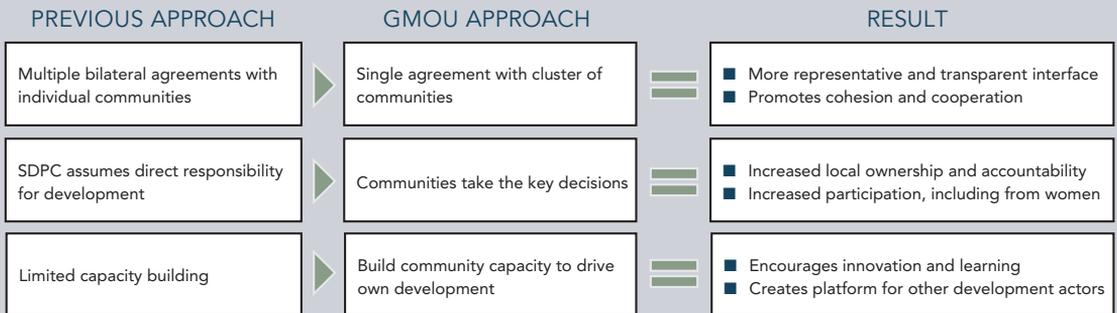 PREVIOUS APPROACH
GMOU APPROACH
RESULT
Multiple bilateral agreements with
individual communities
Single agreement with cluster of
communities
More representative and transparent interface
Promotes cohesion and cooperation
SDPC assumes direct responsibility
for development
Communities take the key decisions
Increased local ownership and accountability
Increased participation, including from women
Limited capacity building
Build community capacity to drive
own development
Encourages innovation and learning
Creates platform for other development actors